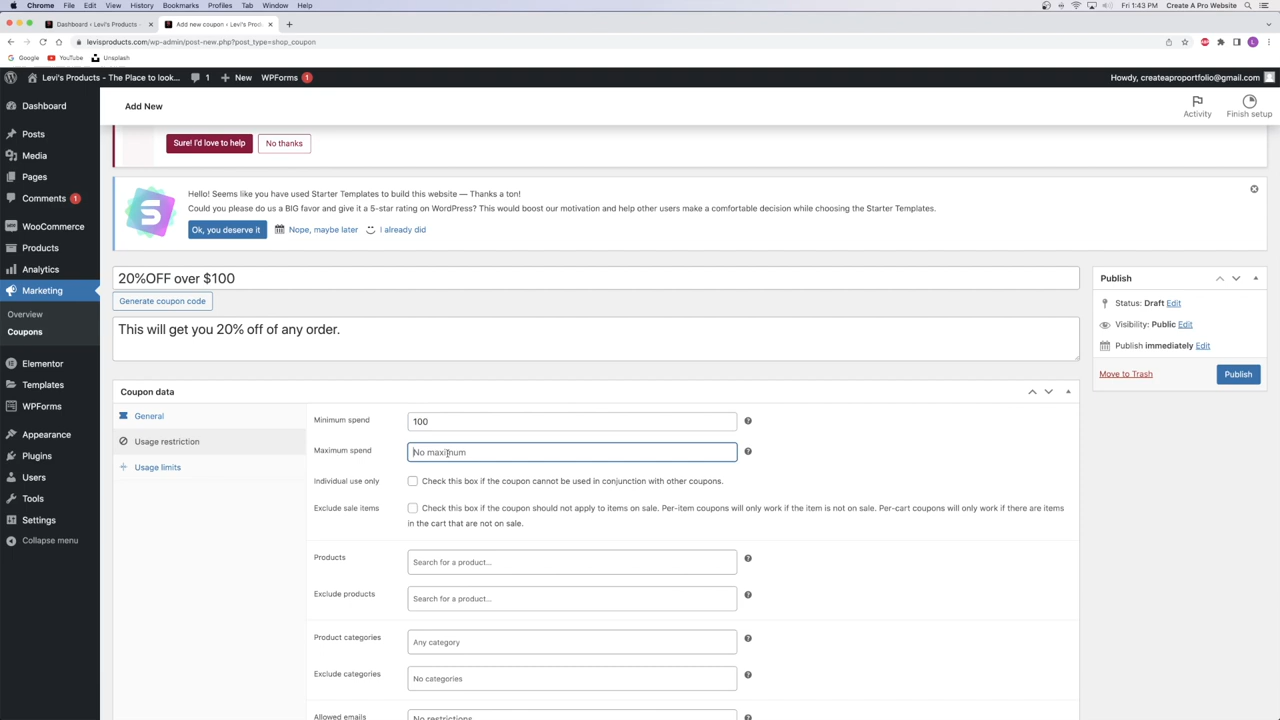 Chrome File Edit View History Bookmarks Profiles Tab Window Help
Create A Pro Website Fri 1:43 PM
Dashboard ‹ Levi's Products -
Add new coupon ‹ Levi's Produ
levisproducts.com/wp-admin/post-new.php?post_type=shop_coupon
Google YouTube Unsplash
Levi's Products - The Place to look... 1 New WPForms 1 Howdy, createaproportfolio@gmail.com
Dashboard
Posts
Media
Pages
Comments 1
WooCommerce
Products
Analytics
Marketing
Overview
Coupons
Elementor
Templates
WPForms
Appearance
Plugins
Users
Tools
Settings
Collapse menu
Add New
Activity
Finish setup
Sure! I'd love to help No thanks
Hello! Seems like you have used Starter Templates to build this website — Thanks a ton!
Could you please do us a BIG favor and give it a 5-star rating on WordPress? This would boost our motivation and help other users make a comfortable decision while choosing the Starter Templates.
Ok, you deserve it Nope, maybe later I already did
20%OFF over $100
Generate coupon code
This will get you 20% off of any order.
Coupon data
General
Usage restriction
Usage limits
Minimum spend 100
Maximum spend No maximum
Individual use only Check this box if the coupon cannot be used in conjunction with other coupons.
Exclude sale items Check this box if the coupon should not apply to items on sale. Per-item coupons will only work if the item is not on sale. Per-cart coupons will only work if there are items
in the cart that are not on sale.
Products Search for a product...
Exclude products Search for a product...
Product categories Any category
Exclude categories No categories
Allowed emails No restrictions
Publish
Status: Draft Edit
Visibility: Public Edit
Publish immediately Edit
Move to Trash Publish